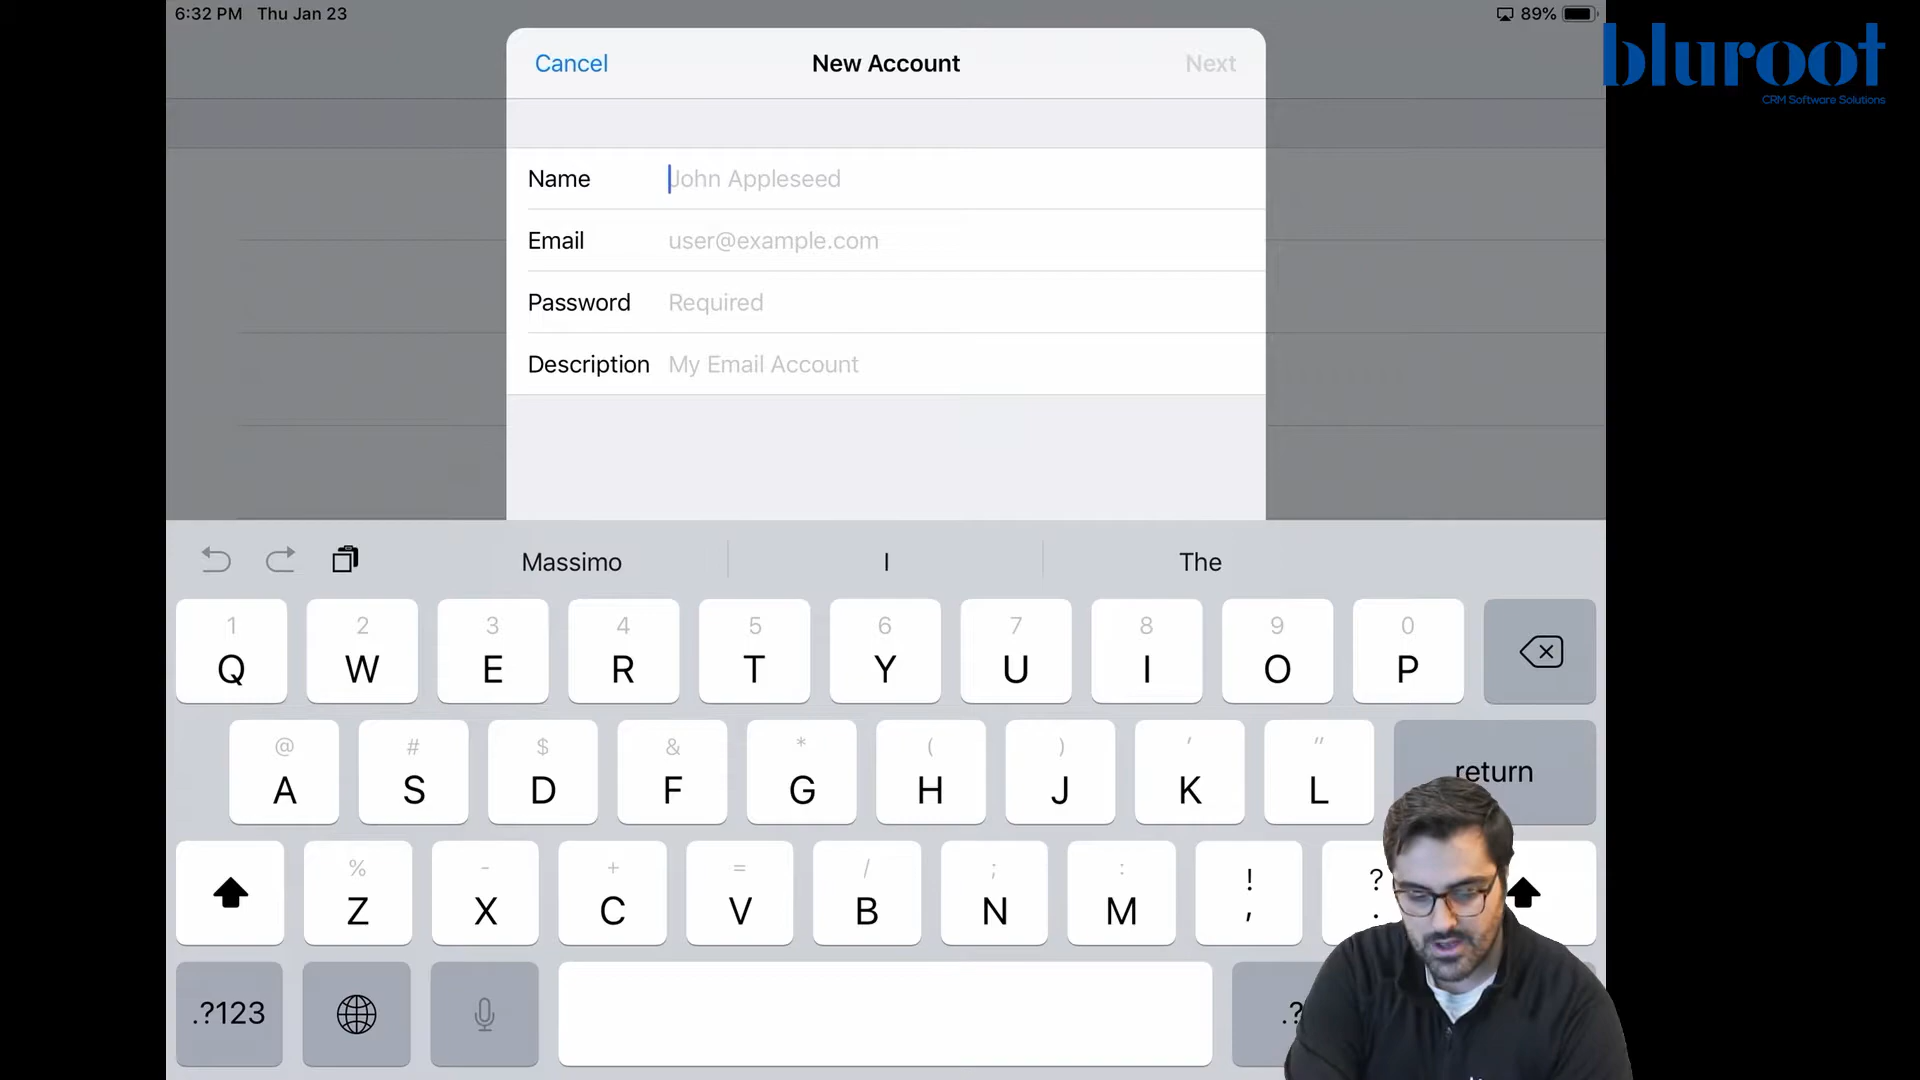 6:32 PM Thu Jan 23
89%
bluroot
CRM Software Solutions
Cancel New Account Next
Name John Appleseed
Email user@example.com
Password Required
Description My Email Account
Massimo I The
1 2 3 4 5 6 7 8 9 0
Q W E R T Y U I O P
@ # $ & * ( ) ' "
A S D F G H J K L return
% - + = / ; : ! ?
Z X C V B N M , .
.?123 .?